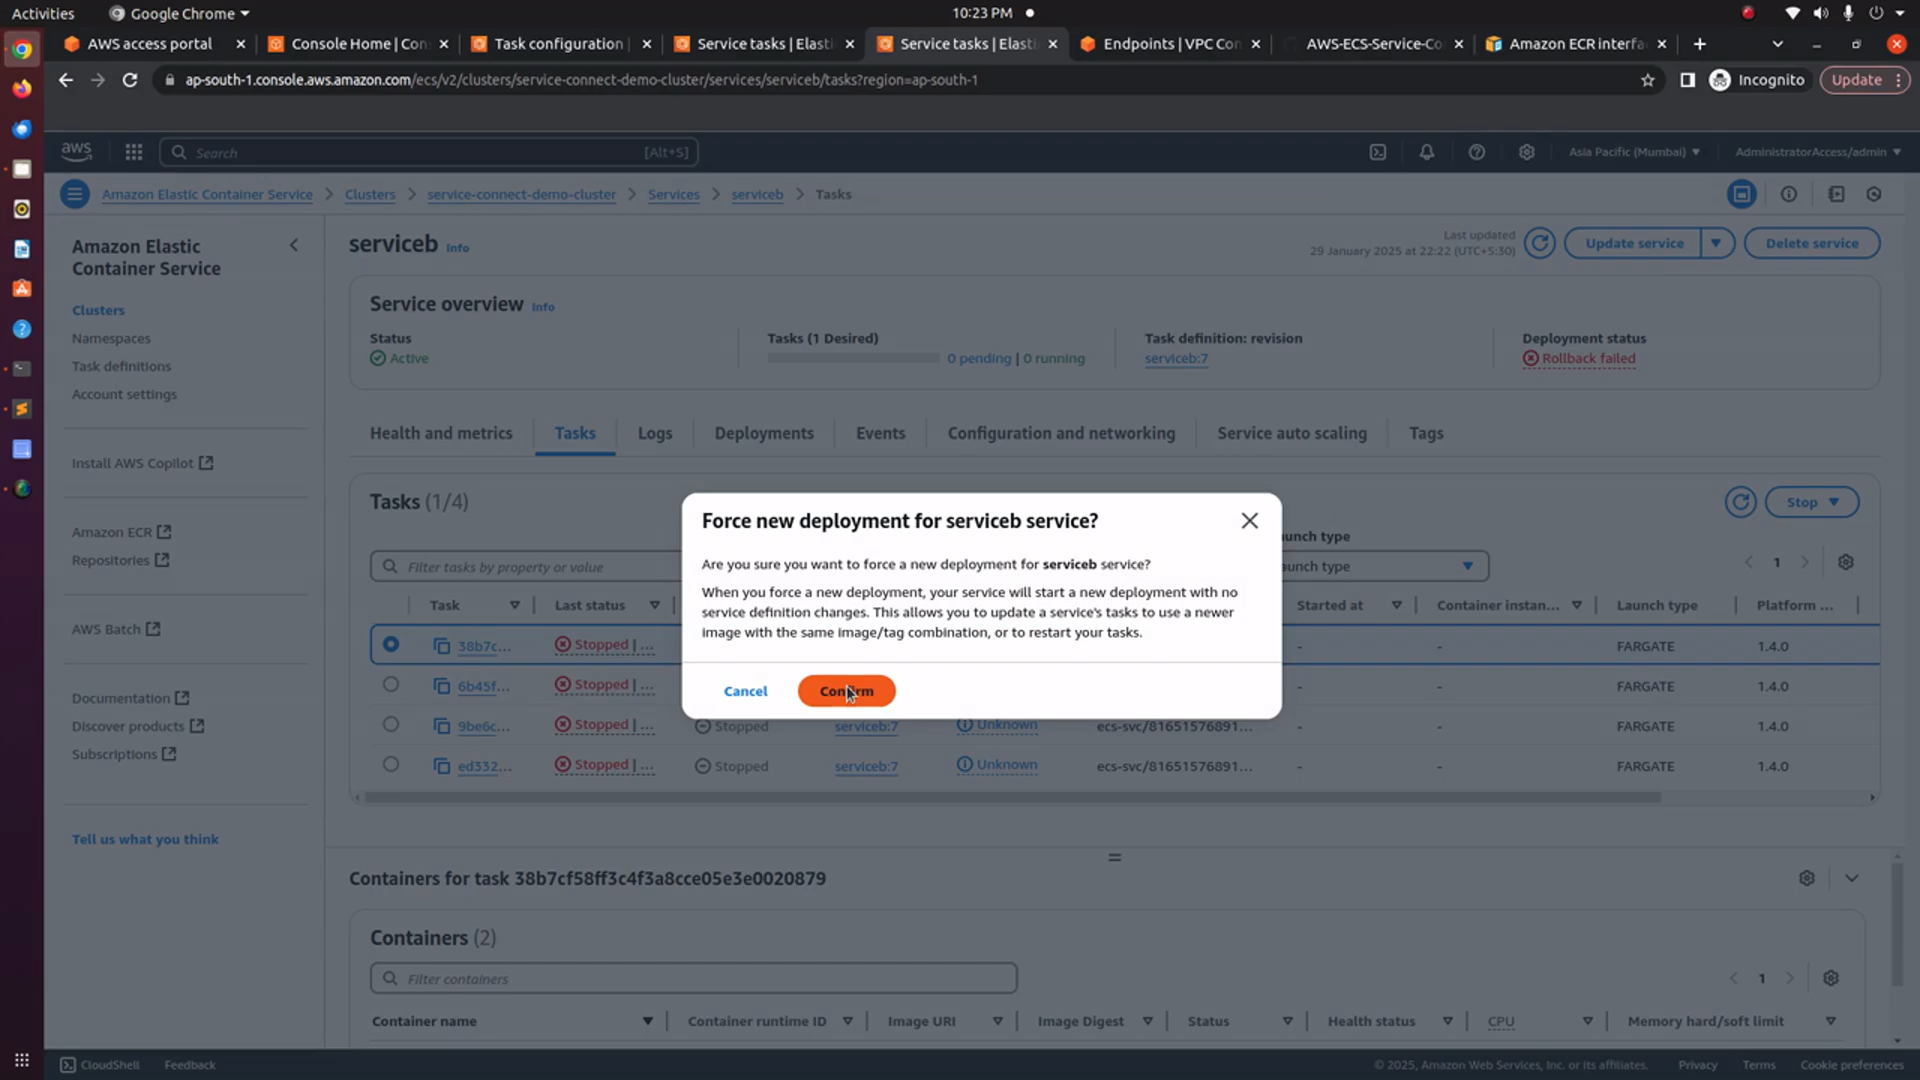 Activities
Google Chrome
10:23 PM
AWS access portal
Console Home | Con
Task configuration
Service tasks | Elasti
Service tasks | Elasti
Endpoints | VPC Con
AWS-ECS-Service-Co
Amazon ECR interfa
ap-south-1.console.aws.amazon.com/ecs/v2/clusters/service-connect-demo-cluster/services/serviceb/tasks?region=ap-south-1
Incognito
Update
aws
Search
[Alt+S]
Asia Pacific (Mumbai)
AdministratorAccess/admin
Amazon Elastic Container Service
Clusters
service-connect-demo-cluster
Services
serviceb
Tasks
Amazon Elastic
Container Service
Clusters
Namespaces
Task definitions
Account settings
Install AWS Copilot
Amazon ECR
Repositories
AWS Batch
Documentation
Discover products
Subscriptions
Tell us what you think
serviceb Info
Last updated
29 January 2025 at 22:22 (UTC+5:30)
Update service
Delete service
Service overview Info
Status
Active
Tasks (1 Desired)
0 pending | 0 running
Task definition: revision
serviceb:7
Deployment status
Rollback failed
Health and metrics
Tasks
Logs
Deployments
Events
Configuration and networking
Service auto scaling
Tags
Tasks (1/4)
Stop
Filter tasks by property or value
unch type
unch type
1
Task
Last status
Started at
Container instan...
Launch type
Platform ...
38b7c...
Stopped | ...
-
-
FARGATE
1.4.0
6b45f...
Stopped | ...
-
-
FARGATE
1.4.0
9be6c...
Stopped | ...
Stopped
serviceb:7
Unknown
ecs-svc/81651576891...
-
-
FARGATE
1.4.0
ed332...
Stopped | ...
Stopped
serviceb:7
Unknown
ecs-svc/81651576891...
-
-
FARGATE
1.4.0
Force new deployment for serviceb service?
Are you sure you want to force a new deployment for serviceb service?
When you force a new deployment, your service will start a new deployment with no
service definition changes. This allows you to update a service's tasks to use a newer
image with the same image/tag combination, or to restart your tasks.
Cancel
Confirm
Containers for task 38b7cf58ff3c4f3a8cce05e3e0020879
Containers (2)
Filter containers
1
Container name
Container runtime ID
Image URI
Image Digest
Status
Health status
CPU
Memory hard/soft limit
CloudShell
Feedback
© 2025, Amazon Web Services, Inc. or its affiliates.
Privacy
Terms
Cookie preferences